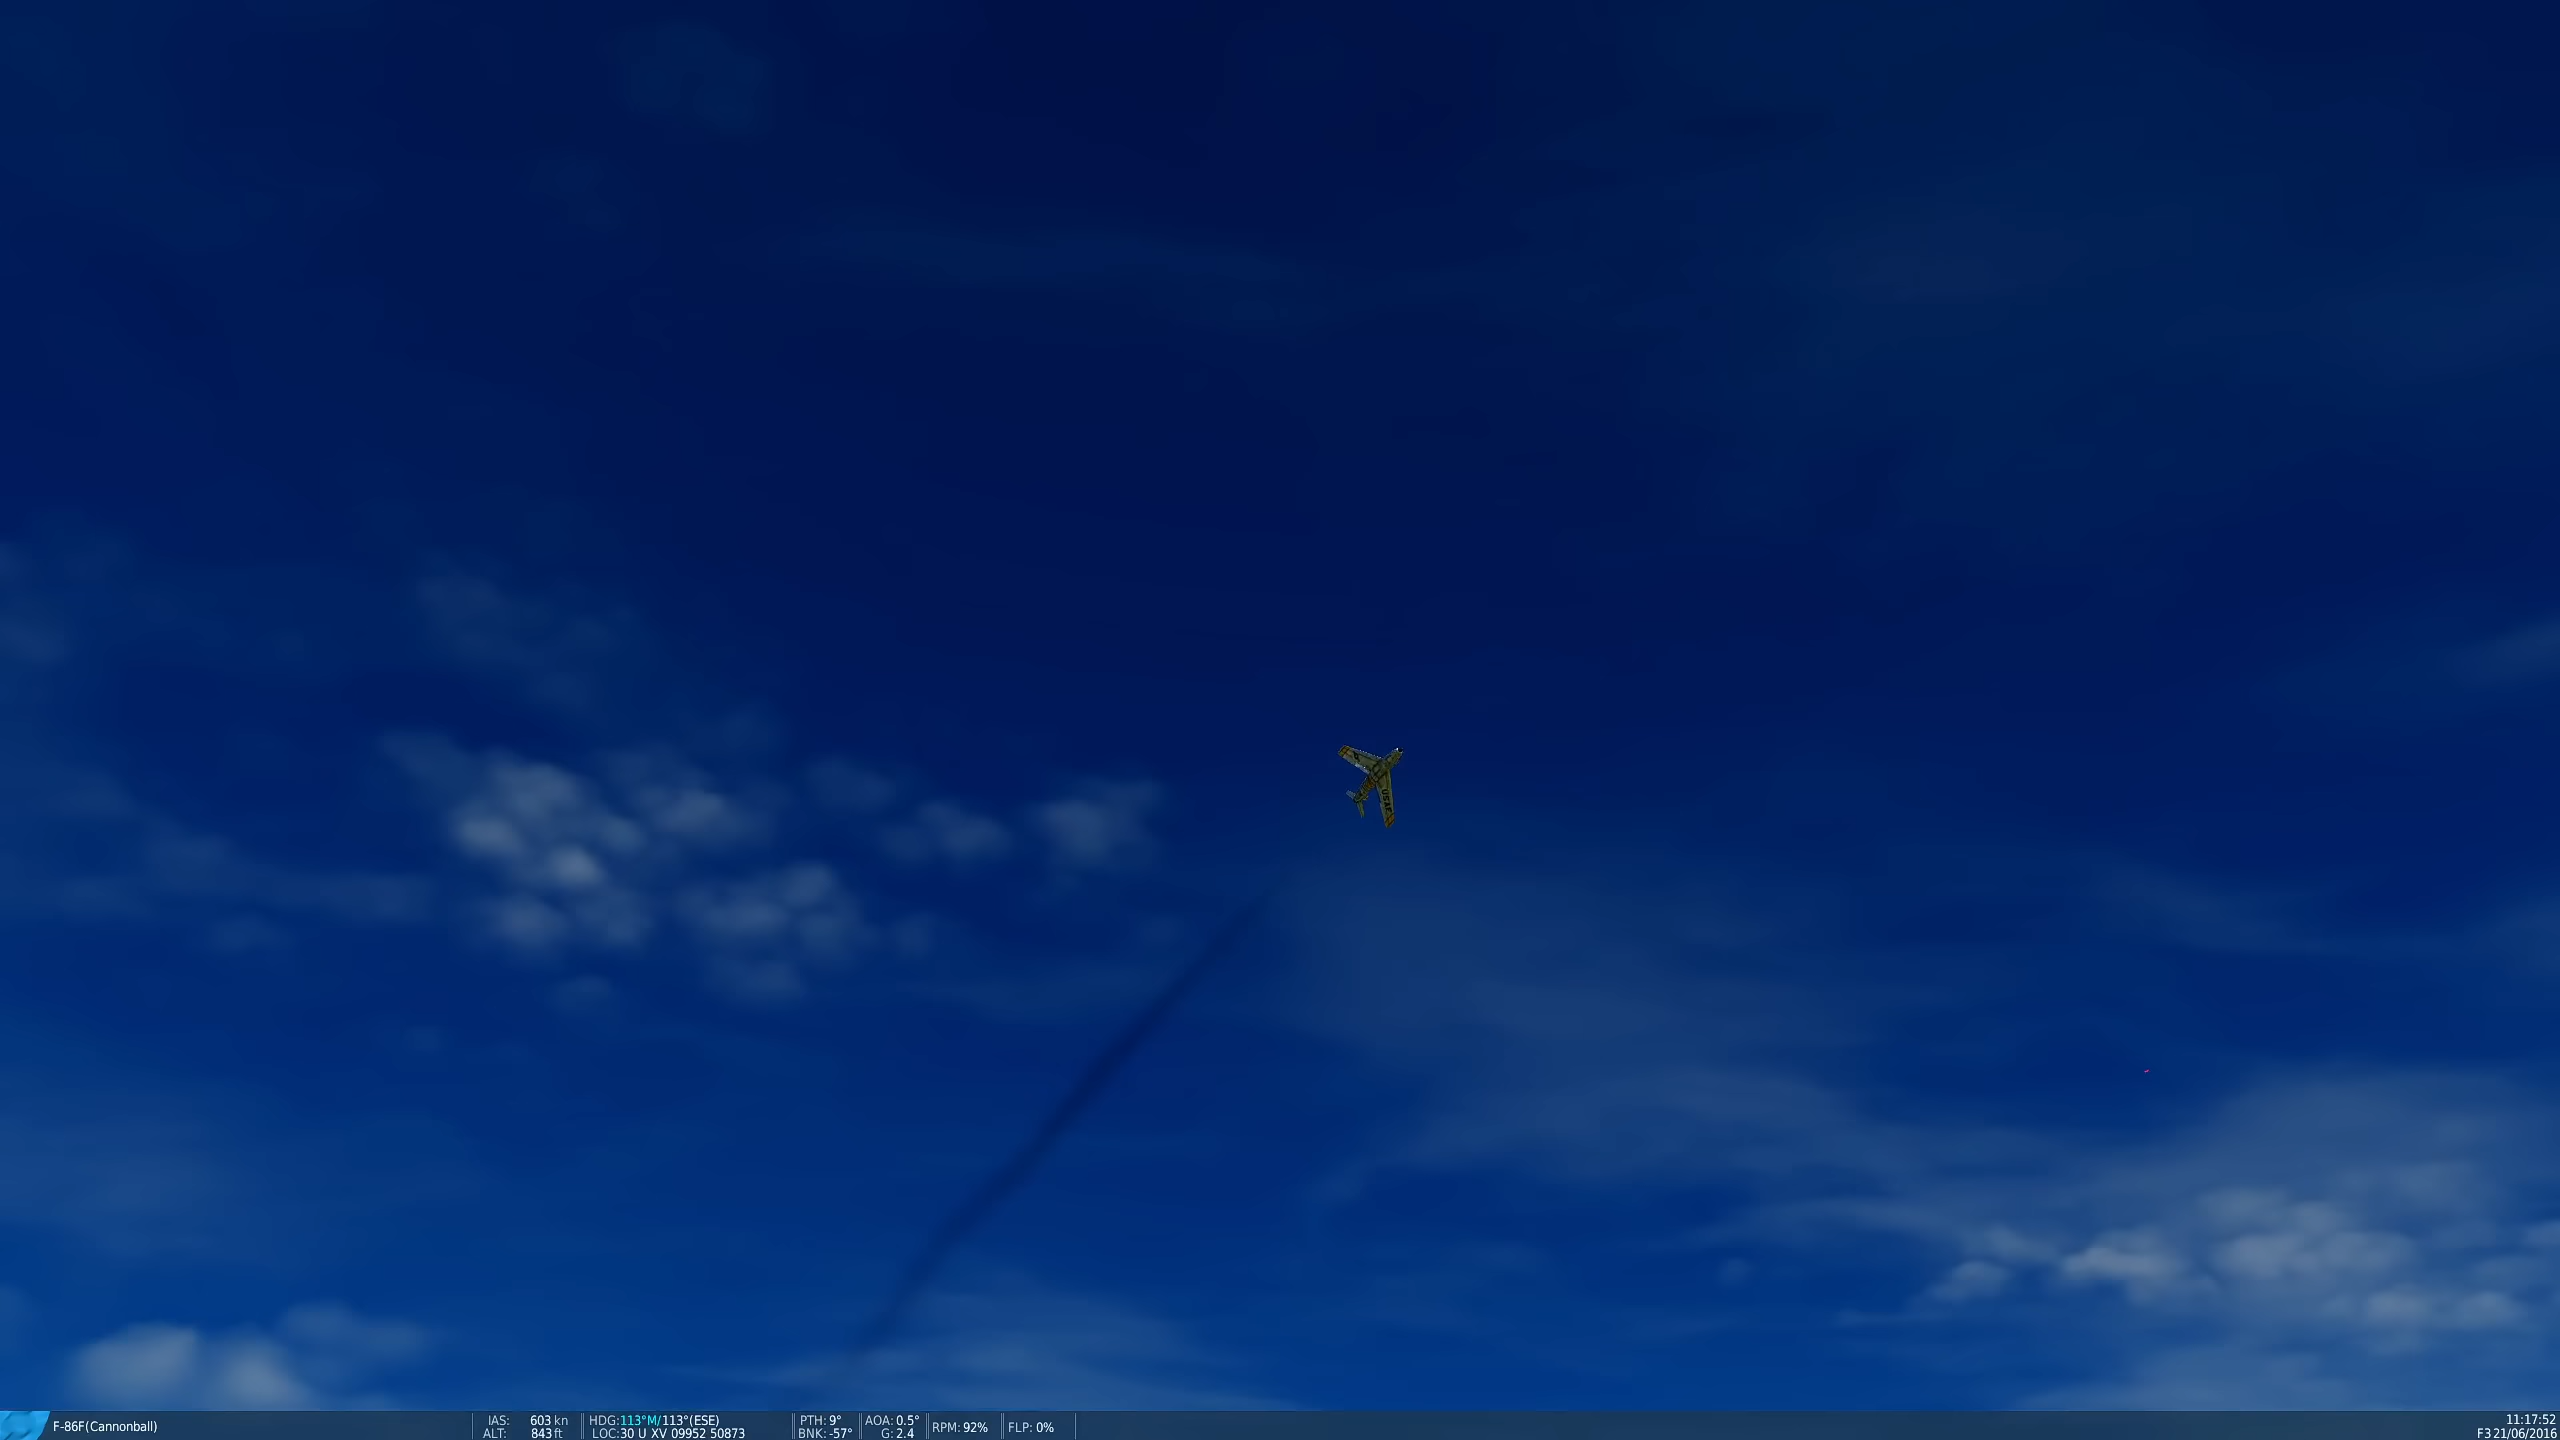 USAF
F-86F(Cannonball)
IAS: 603 kn
ALT: 843 ft
HDG:113°M/113°(ESE)
LOC:30 U XV 09952 50873
PTH: 9°
BNK: -57°
AOA: 0.5°
G: 2.4
RPM: 92%
FLP: 0%
11:17:52
F3 21/06/2016